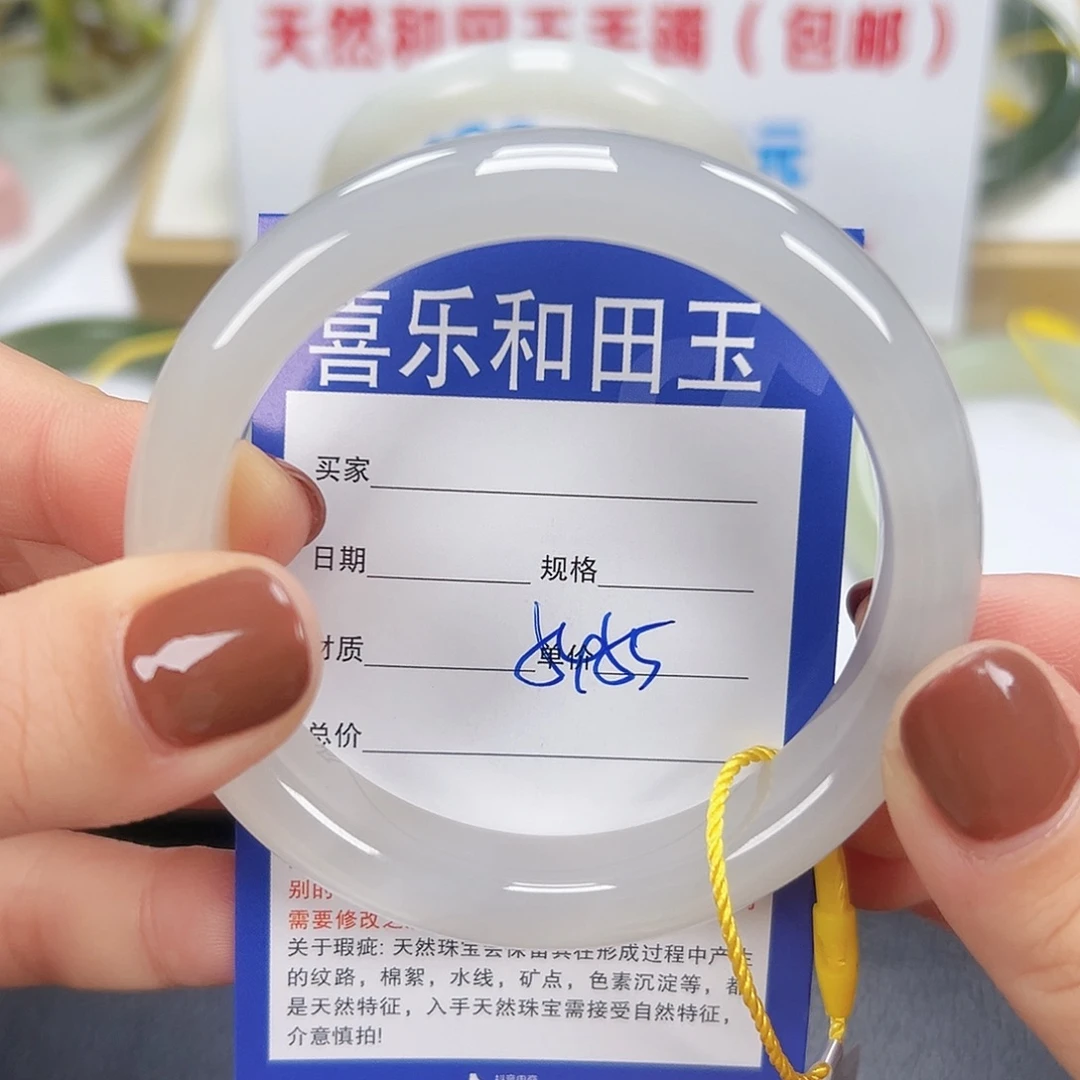 天然和田玉手镯（包邮）
元
喜乐和田玉
买家
日期 规格
材质 单价
总价
别的
需要修改
关于瑕疵: 天然珠宝会保留其在形成过程中产生
的纹路，棉絮，水线，矿点，色素沉淀等，都
是天然特征，入手天然珠宝需接受自然特征，
介意慎拍!